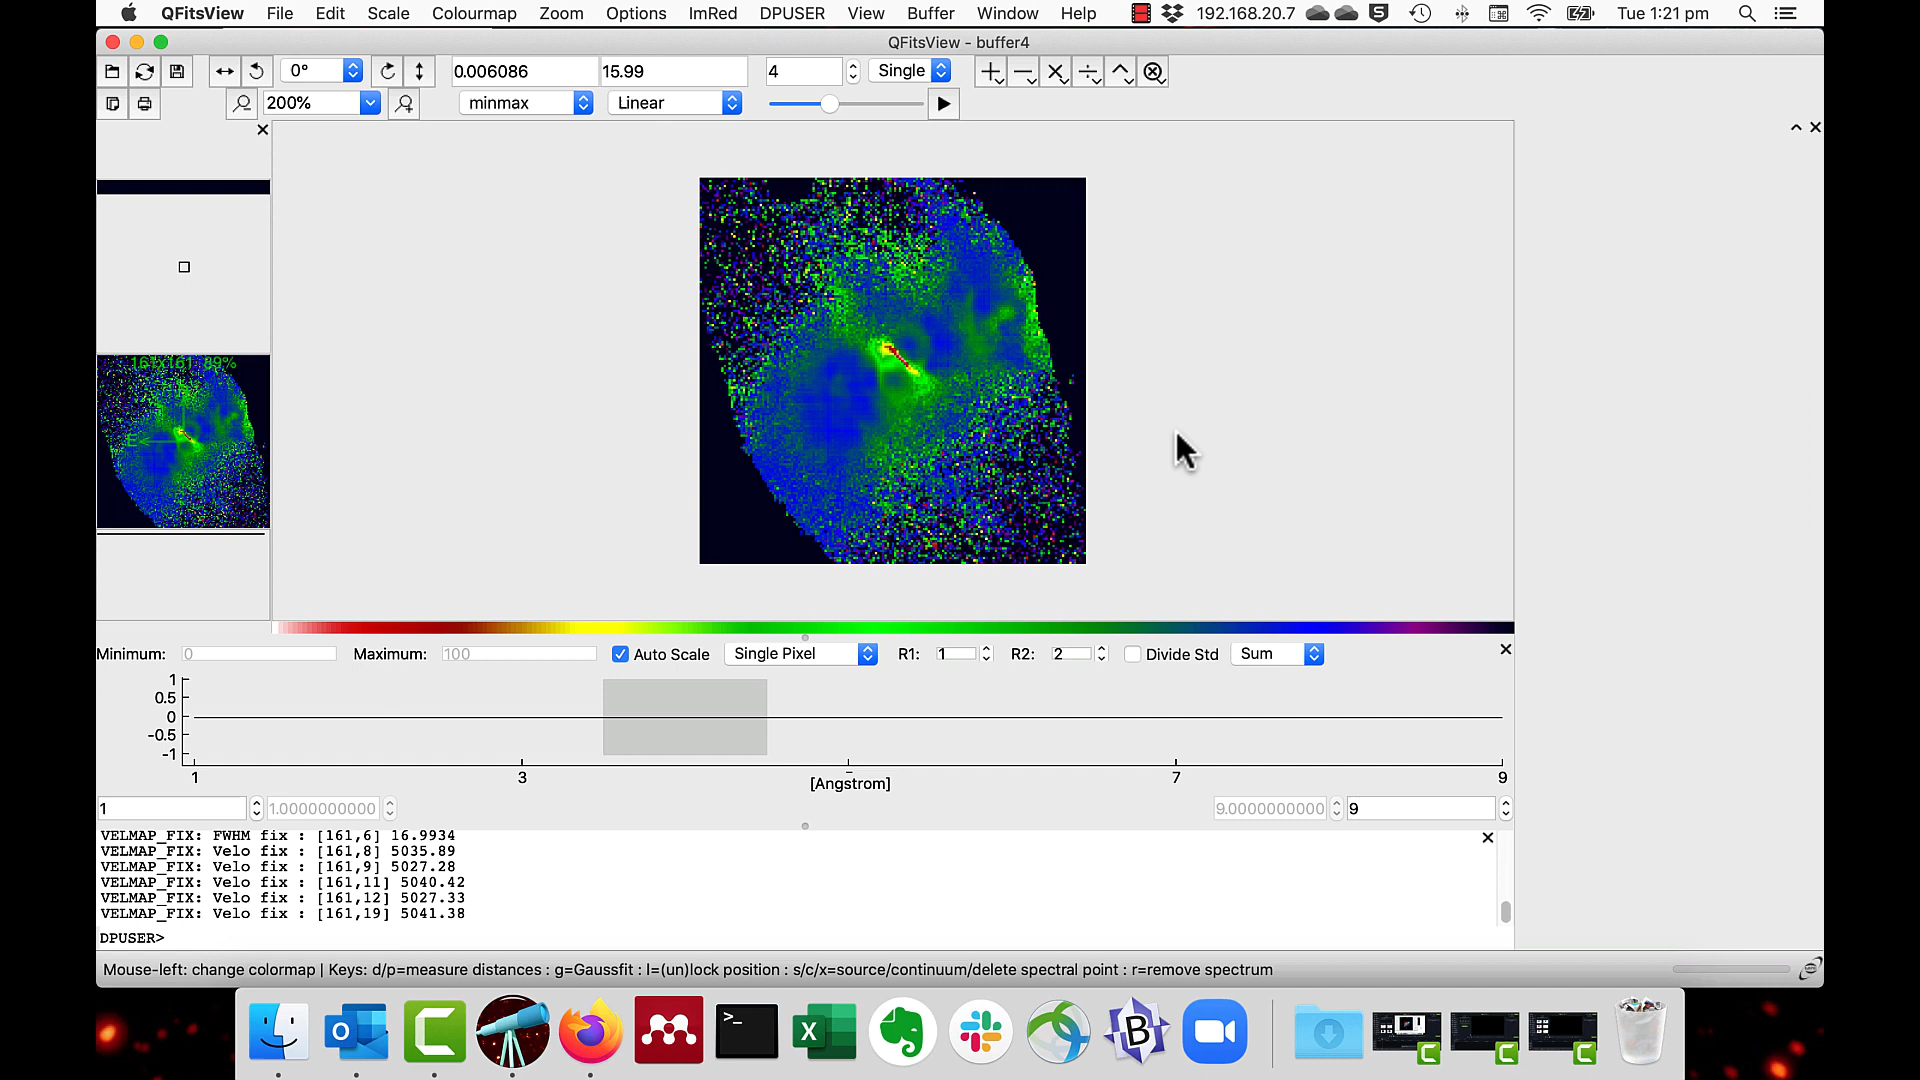 QFitsView File Edit Scale Colourmap Zoom Options ImRed DPUSER View Buffer Window Help 192.168.20.7 Tue 1:21 pm
QFitsView - buffer4
0° 0.006086 15.99 4 Single
200% minmax Linear
161x161 89%
E
Minimum: 0 Maximum: 100 Auto Scale Single Pixel R1: 1 R2: 2 Divide Std Sum
1
0.5
0
-0.5
-1
1 3 7 9
[Angstrom]
1 1.0000000000 9.0000000000 9
VELMAP_FIX: FWHM fix : [161,6] 16.9934
VELMAP_FIX: Velo fix : [161,8] 5035.89
VELMAP_FIX: Velo fix : [161,9] 5027.28
VELMAP_FIX: Velo fix : [161,11] 5040.42
VELMAP_FIX: Velo fix : [161,12] 5027.33
VELMAP_FIX: Velo fix : [161,19] 5041.38
DPUSER>
Mouse-left: change colormap | Keys: d/p=measure distances : g=Gaussfit : l=(un)lock position : s/c/x=source/continuum/delete spectral point : r=remove spectrum